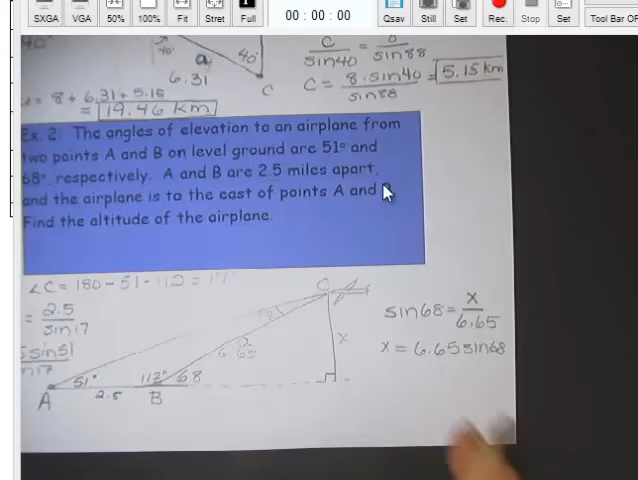 SXGA VGA 50% 100% Fit Stret Full 00 : 00 : 00 Qsav Still Set Rec. Stop Set Tool Bar
40°
40°
a
40°
6.31
C
C/sin40 = 8/sin88
C = 8·sin40/sin88 = 5.15 km
= 8 + 6.31 + 5.15
= 19.46 km
Ex. 2: The angles of elevation to an airplane from
two points A and B on level ground are 51° and
68°, respectively. A and B are 2.5 miles apart,
and the airplane is to the east of points A and
Find the altitude of the airplane.
∠C = 180 - 51 - 112 = 17°
= 2.5/sin17
sin51
C
6.65
x
51°
112°
68
A
2.5
B
sin68 = x/6.65
x = 6.65 sin68